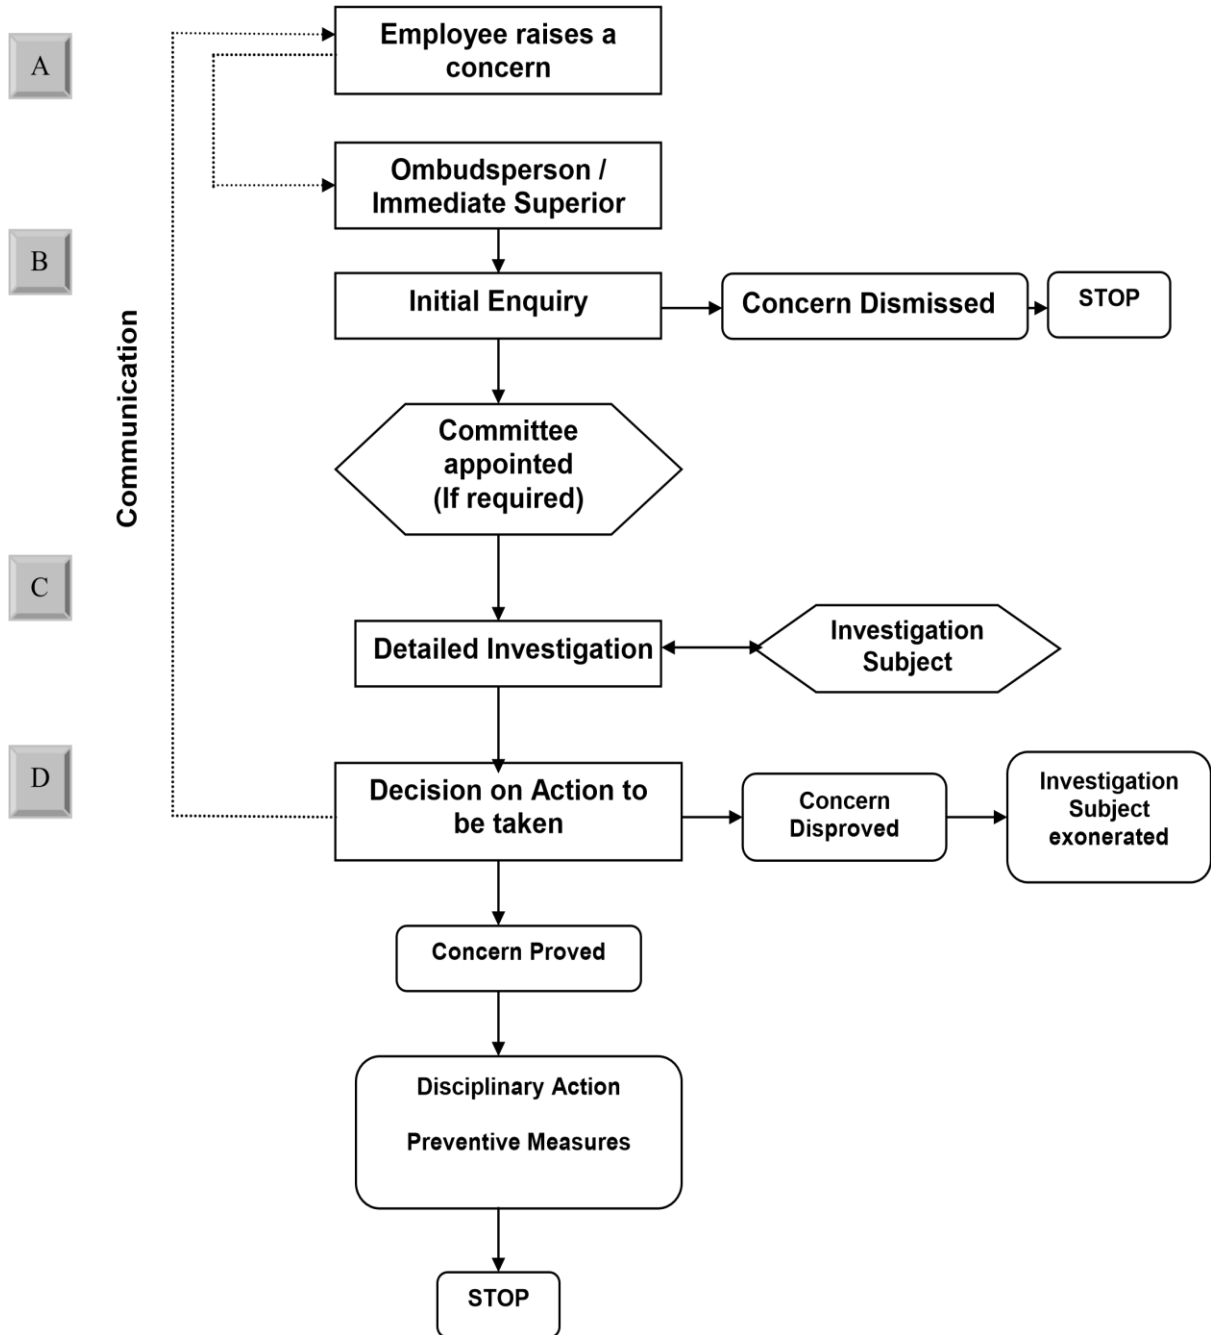 A
Employee raises a
concern
Ombudsperson /
Immediate Superior
B
Initial Enquiry
Concern Dismissed
STOP
Communication
Committee
appointed
(If required)
C
Detailed Investigation
Investigation
Subject
D
Decision on Action to
be taken
Concern
Disproved
Investigation
Subject
exonerated
Concern Proved
Disciplinary Action
Preventive Measures
STOP